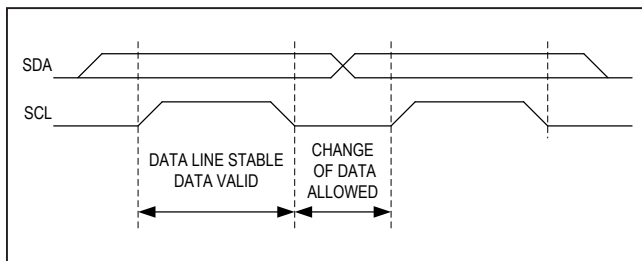 SDA
SCL
DATA LINE STABLE
DATA VALID
CHANGE
OF DATA
ALLOWED